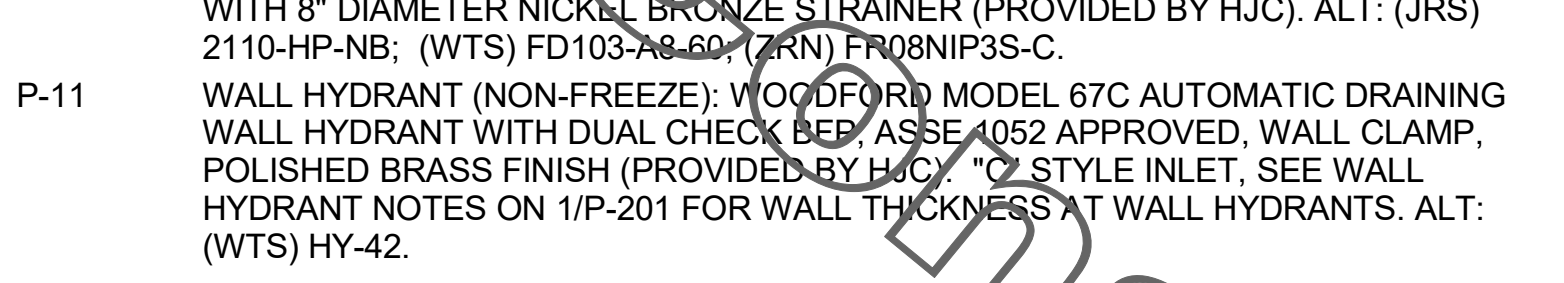 WITH 8" DIAMETER NICKEL BRONZE STRAINER (PROVIDED BY HJC). ALT: (JRS)
2110-HP-NB; (WTS) FD103-A8-60; (ZRN) FR08NIP3S-C.
P-11 WALL HYDRANT (NON-FREEZE): WOODFORD MODEL 67C AUTOMATIC DRAINING
WALL HYDRANT WITH DUAL CHECK BFP, ASSE 1052 APPROVED, WALL CLAMP,
POLISHED BRASS FINISH (PROVIDED BY HJC). "C" STYLE INLET, SEE WALL
HYDRANT NOTES ON 1/P-201 FOR WALL THICKNESS AT WALL HYDRANTS. ALT:
(WTS) HY-42.